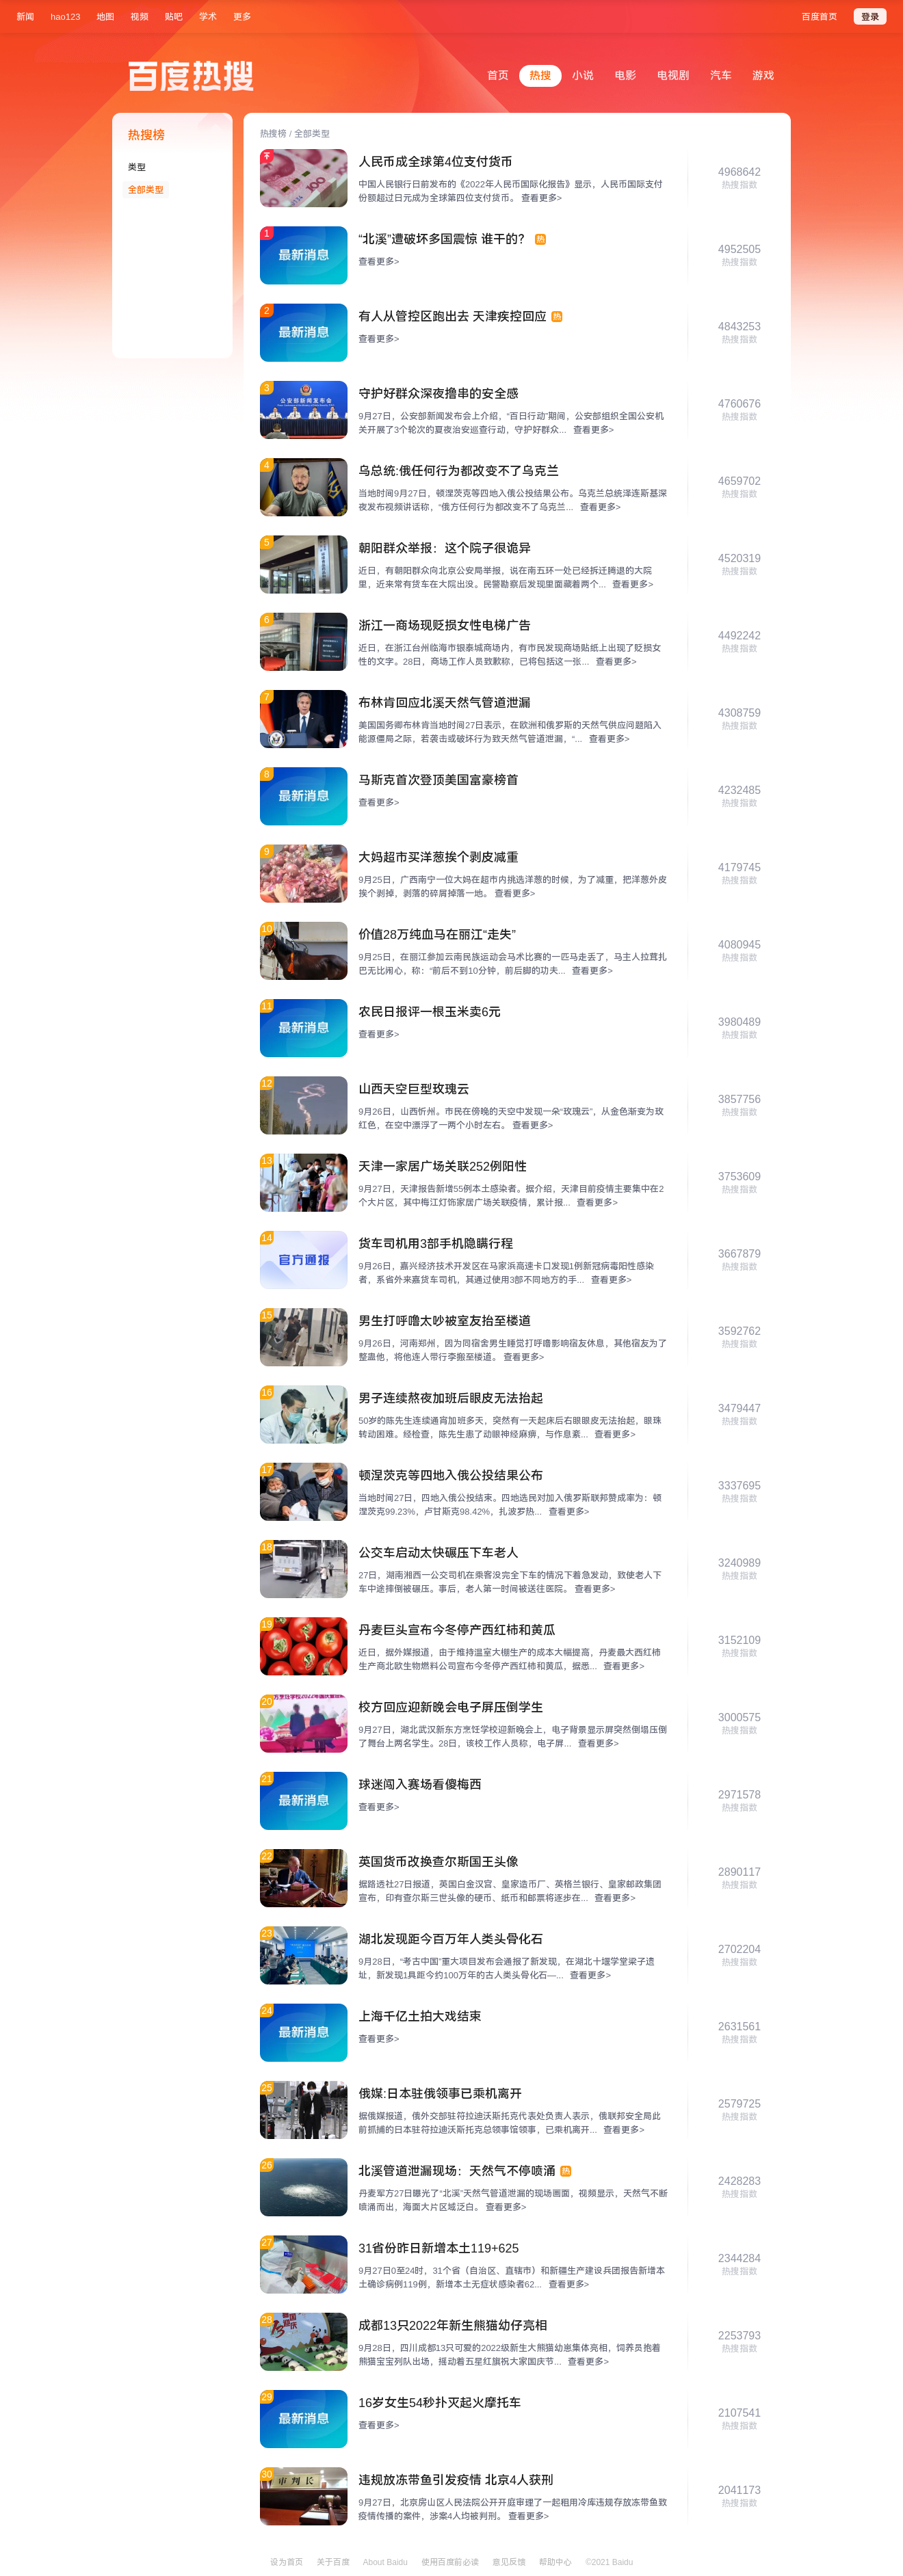 新闻 hao123 地图 视频 贴吧 学术 更多 百度首页 登录
百度热搜 首页 热搜 小说 电影 电视剧 汽车 游戏
热搜榜
类型
全部类型
热搜榜 / 全部类型
人民币成全球第4位支付货币
中国人民银行日前发布的《2022年人民币国际化报告》显示，人民币国际支付
份额超过日元成为全球第四位支付货币。 查看更多>
4968642
热搜指数
1
最新消息
“北溪”遭破坏多国震惊 谁干的？ 热
查看更多>
4952505
热搜指数
2
最新消息
有人从管控区跑出去 天津疾控回应 热
查看更多>
4843253
热搜指数
3
公安部新闻发布会
守护好群众深夜撸串的安全感
9月27日，公安部新闻发布会上介绍，“百日行动”期间，公安部组织全国公安机
关开展了3个轮次的夏夜治安巡查行动，守护好群众... 查看更多>
4760676
热搜指数
4
乌总统:俄任何行为都改变不了乌克兰
当地时间9月27日，顿涅茨克等四地入俄公投结果公布。乌克兰总统泽连斯基深
夜发布视频讲话称，“俄方任何行为都改变不了乌克兰... 查看更多>
4659702
热搜指数
5
朝阳群众举报：这个院子很诡异
近日，有朝阳群众向北京公安局举报，说在南五环一处已经拆迁腾退的大院
里，近来常有货车在大院出没。民警勘察后发现里面藏着两个... 查看更多>
4520319
热搜指数
6
浙江一商场现贬损女性电梯广告
近日，在浙江台州临海市银泰城商场内，有市民发现商场贴纸上出现了贬损女
性的文字。28日，商场工作人员致歉称，已将包括这一张... 查看更多>
4492242
热搜指数
7
布林肯回应北溪天然气管道泄漏
美国国务卿布林肯当地时间27日表示，在欧洲和俄罗斯的天然气供应问题陷入
能源僵局之际，若袭击或破坏行为致天然气管道泄漏，“... 查看更多>
4308759
热搜指数
8
最新消息
马斯克首次登顶美国富豪榜首
查看更多>
4232485
热搜指数
9
大妈超市买洋葱挨个剥皮减重
9月25日，广西南宁一位大妈在超市内挑选洋葱的时候，为了减重，把洋葱外皮
挨个剥掉，剥落的碎屑掉落一地。 查看更多>
4179745
热搜指数
10
价值28万纯血马在丽江“走失”
9月25日，在丽江参加云南民族运动会马术比赛的一匹马走丢了，马主人拉茸扎
巴无比闹心，称：“前后不到10分钟，前后脚的功夫... 查看更多>
4080945
热搜指数
11
最新消息
农民日报评一根玉米卖6元
查看更多>
3980489
热搜指数
12
山西天空巨型玫瑰云
9月26日，山西忻州。市民在傍晚的天空中发现一朵“玫瑰云”，从金色渐变为玫
红色，在空中漂浮了一两个小时左右。 查看更多>
3857756
热搜指数
13
天津一家居广场关联252例阳性
9月27日，天津报告新增55例本土感染者。据介绍，天津目前疫情主要集中在2
个大片区，其中梅江灯饰家居广场关联疫情，累计报... 查看更多>
3753609
热搜指数
14
官方通报
货车司机用3部手机隐瞒行程
9月26日，嘉兴经济技术开发区在马家浜高速卡口发现1例新冠病毒阳性感染
者，系省外来嘉货车司机，其通过使用3部不同地方的手... 查看更多>
3667879
热搜指数
15
男生打呼噜太吵被室友抬至楼道
9月26日，河南郑州，因为同宿舍男生睡觉打呼噜影响宿友休息，其他宿友为了
整蛊他，将他连人带行李搬至楼道。 查看更多>
3592762
热搜指数
16
男子连续熬夜加班后眼皮无法抬起
50岁的陈先生连续通宵加班多天，突然有一天起床后右眼眼皮无法抬起，眼珠
转动困难。经检查，陈先生患了动眼神经麻痹，与作息紊... 查看更多>
3479447
热搜指数
17
顿涅茨克等四地入俄公投结果公布
当地时间27日，四地入俄公投结束。四地选民对加入俄罗斯联邦赞成率为：顿
涅茨克99.23%，卢甘斯克98.42%，扎波罗热... 查看更多>
3337695
热搜指数
18
公交车启动太快碾压下车老人
27日，湖南湘西一公交司机在乘客没完全下车的情况下着急发动，致使老人下
车中途摔倒被碾压。事后，老人第一时间被送往医院。 查看更多>
3240989
热搜指数
19
丹麦巨头宣布今冬停产西红柿和黄瓜
近日，据外媒报道，由于维持温室大棚生产的成本大幅提高，丹麦最大西红柿
生产商北欧生物燃料公司宣布今冬停产西红柿和黄瓜，据悉... 查看更多>
3152109
热搜指数
20
校方回应迎新晚会电子屏压倒学生
9月27日，湖北武汉新东方烹饪学校迎新晚会上，电子背景显示屏突然倒塌压倒
了舞台上两名学生。28日，该校工作人员称，电子屏... 查看更多>
3000575
热搜指数
21
最新消息
球迷闯入赛场看傻梅西
查看更多>
2971578
热搜指数
22
英国货币改换查尔斯国王头像
据路透社27日报道，英国白金汉宫、皇家造币厂、英格兰银行、皇家邮政集团
宣布，印有查尔斯三世头像的硬币、纸币和邮票将逐步在... 查看更多>
2890117
热搜指数
23
湖北发现距今百万年人类头骨化石
9月28日，“考古中国”重大项目发布会通报了新发现，在湖北十堰学堂梁子遗
址，新发现1具距今约100万年的古人类头骨化石—... 查看更多>
2702204
热搜指数
24
最新消息
上海千亿土拍大戏结束
查看更多>
2631561
热搜指数
25
俄媒:日本驻俄领事已乘机离开
据俄媒报道，俄外交部驻符拉迪沃斯托克代表处负责人表示，俄联邦安全局此
前抓捕的日本驻符拉迪沃斯托克总领事馆领事，已乘机离开... 查看更多>
2579725
热搜指数
26
北溪管道泄漏现场：天然气不停喷涌 热
丹麦军方27日曝光了“北溪”天然气管道泄漏的现场画面，视频显示，天然气不断
喷涌而出，海面大片区域泛白。 查看更多>
2428283
热搜指数
27
31省份昨日新增本土119+625
9月27日0至24时，31个省（自治区、直辖市）和新疆生产建设兵团报告新增本
土确诊病例119例，新增本土无症状感染者62... 查看更多>
2344284
热搜指数
28
成都13只2022年新生熊猫幼仔亮相
9月28日，四川成都13只可爱的2022级新生大熊猫幼崽集体亮相，饲养员抱着
熊猫宝宝列队出场，摇动着五星红旗祝大家国庆节... 查看更多>
2253793
热搜指数
29
最新消息
16岁女生54秒扑灭起火摩托车
查看更多>
2107541
热搜指数
30
审判长
违规放冻带鱼引发疫情 北京4人获刑
9月27日，北京房山区人民法院公开开庭审理了一起租用冷库违规存放冻带鱼致
疫情传播的案件，涉案4人均被判刑。 查看更多>
2041173
热搜指数
设为首页 关于百度 About Baidu 使用百度前必读 意见反馈 帮助中心 ©2021 Baidu